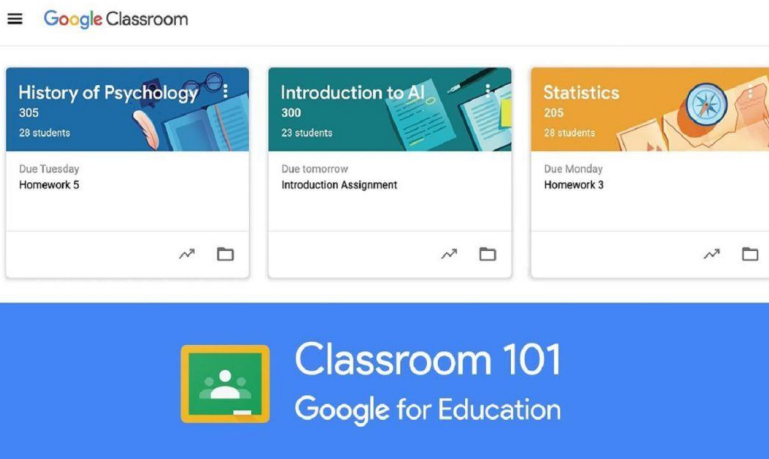 Google Classroom
History of Psychology
305
28 students
Due Tuesday
Homework 5
Introduction to AI
300
23 students
Due tomorrow
Introduction Assignment
Statistics
205
28 students
Due Monday
Homework 3
Classroom 101
Google for Education